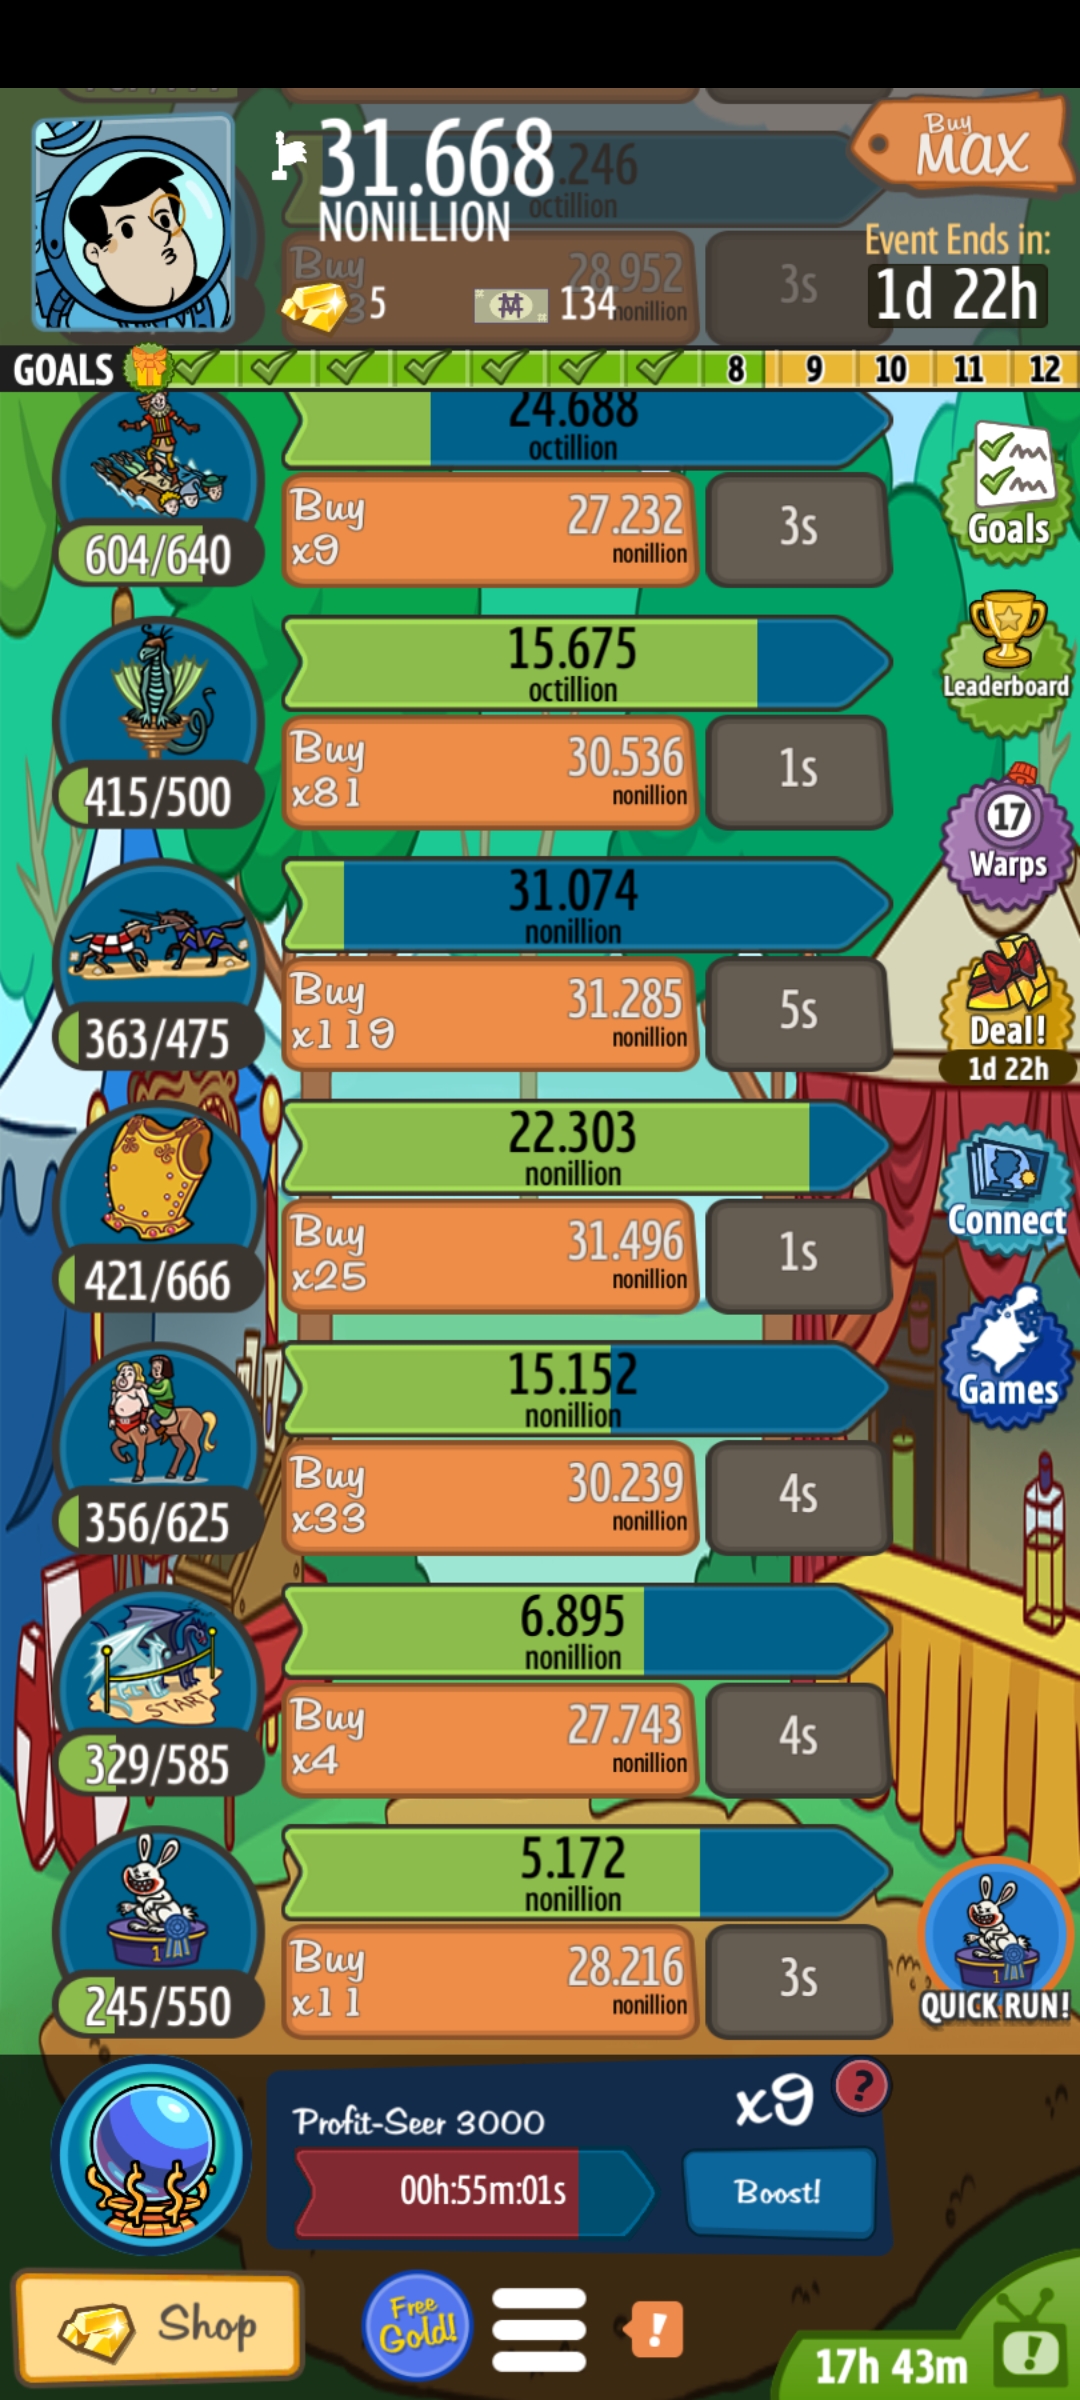 31.668
NONILLION
Buy
MAX
.246
octillion
Event Ends in:
1d 22h
Buy
28.952
nonillion
3s
5
134
GOALS
8
9
10
11
12
24.688
octillion
604/640
Buy
x9
27.232
nonillion
3s
Goals
15.675
octillion
415/500
Buy
x81
30.536
nonillion
1s
Leaderboard
17
Warps
31.074
nonillion
363/475
Buy
x119
31.285
nonillion
5s
Deal!
1d 22h
22.303
nonillion
421/666
Buy
x25
31.496
nonillion
1s
Connect
15.152
nonillion
356/625
Buy
x33
30.239
nonillion
4s
Games
6.895
nonillion
START
329/585
Buy
x4
27.743
nonillion
4s
5.172
nonillion
1
245/550
Buy
x11
28.216
nonillion
3s
1
QUICK RUN!
Profit-Seer 3000
x9
?
00h:55m:01s
Boost!
Shop
Free
Gold!
!
17h 43m
!